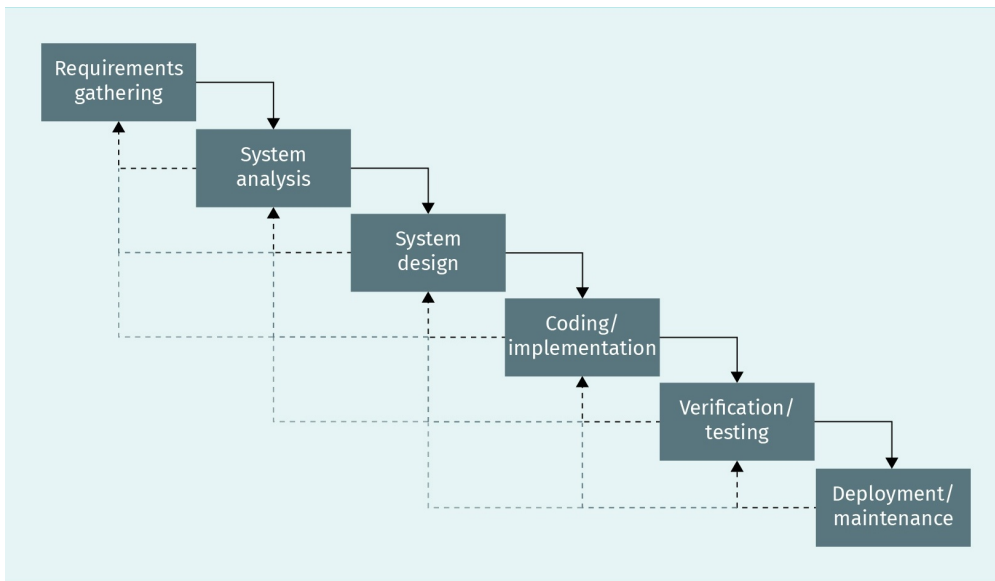 Requirements
gathering
System
analysis
System
design
Coding/
implementation
Verification/
testing
Deployment/
maintenance